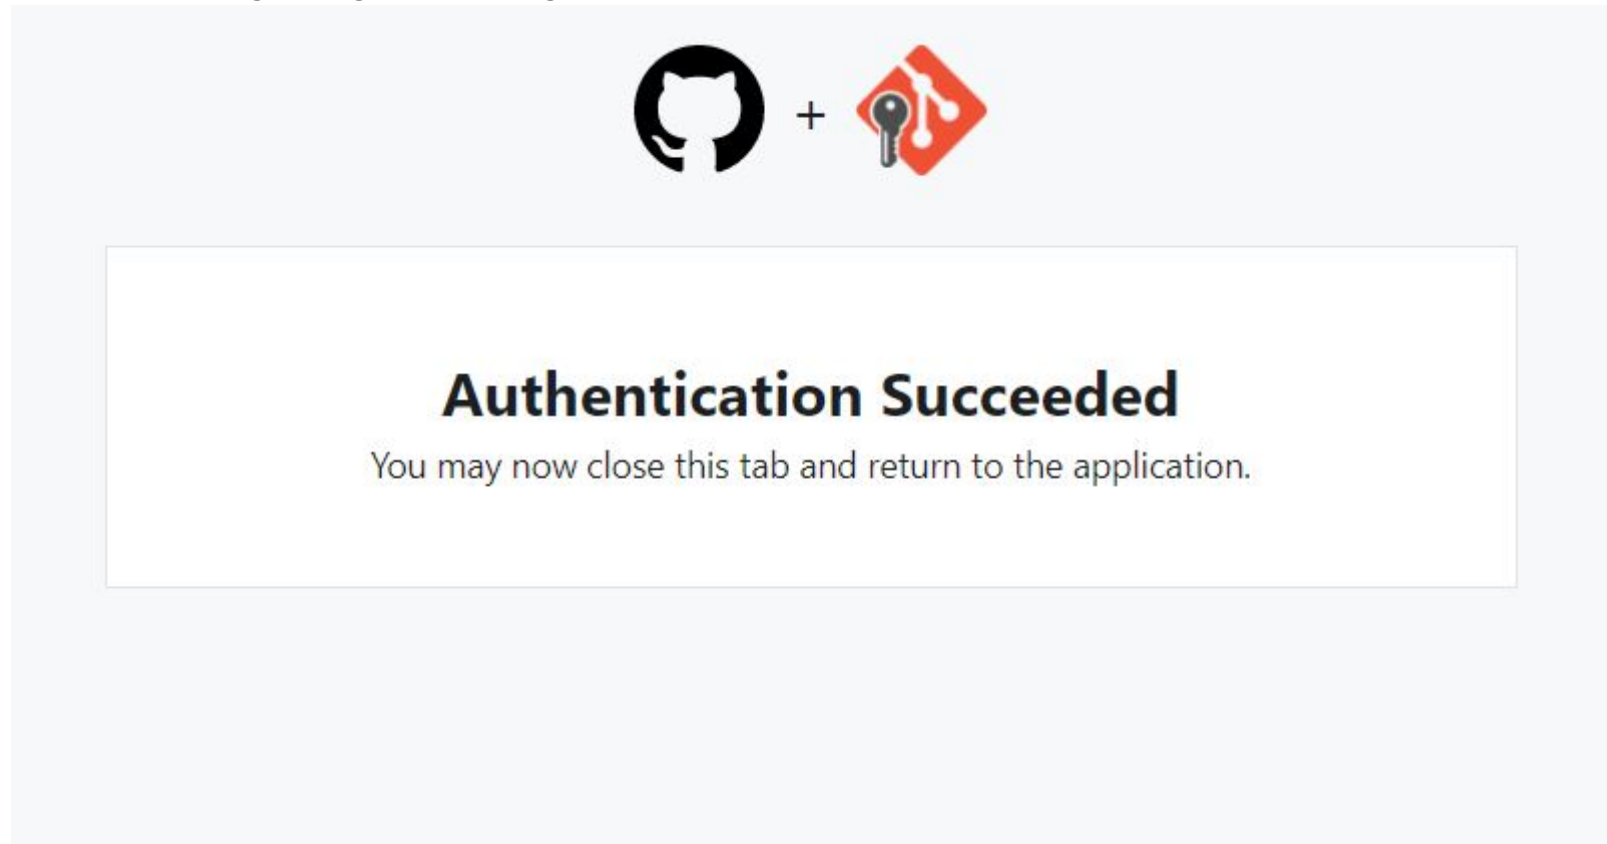 +
Authentication Succeeded
You may now close this tab and return to the application.